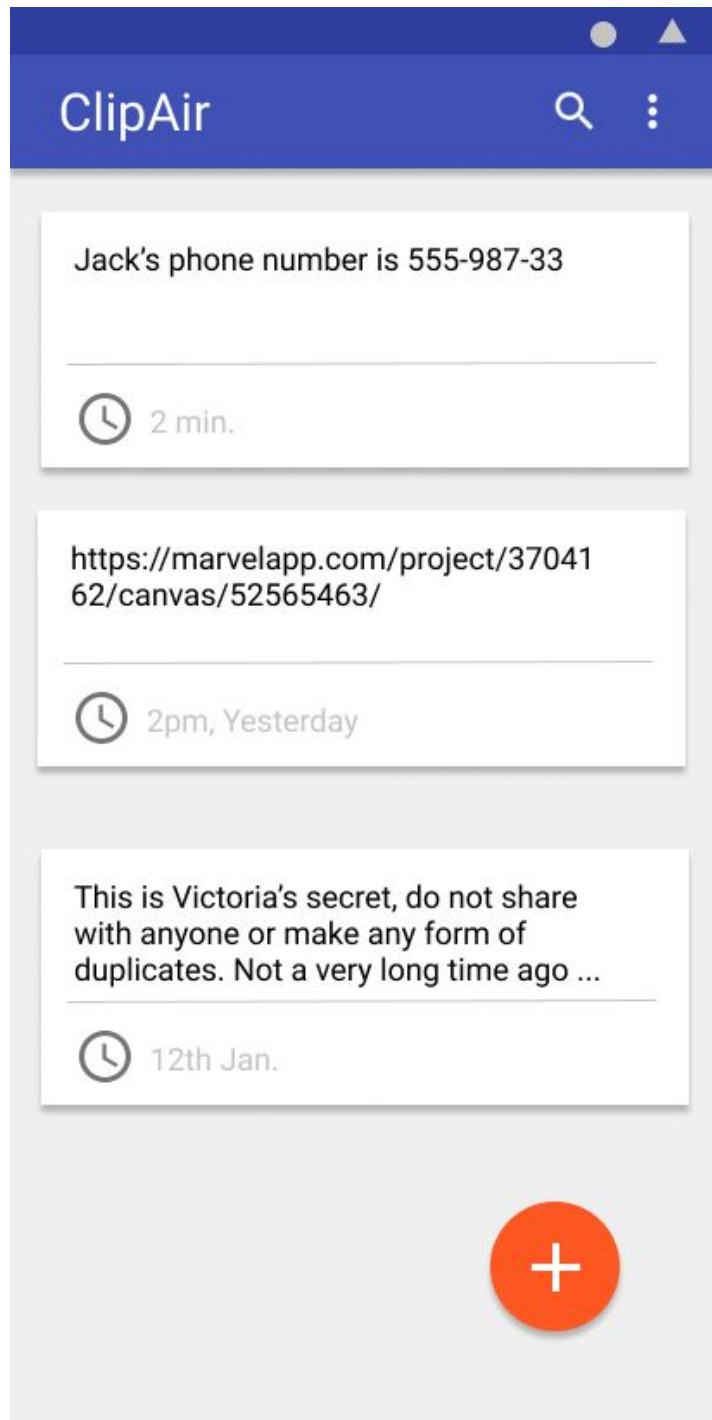 ClipAir
Jack’s phone number is 555-987-33
2 min.
https://marvelapp.com/project/37041
62/canvas/52565463/
2pm, Yesterday
This is Victoria’s secret, do not share
with anyone or make any form of
duplicates. Not a very long time ago ...
12th Jan.